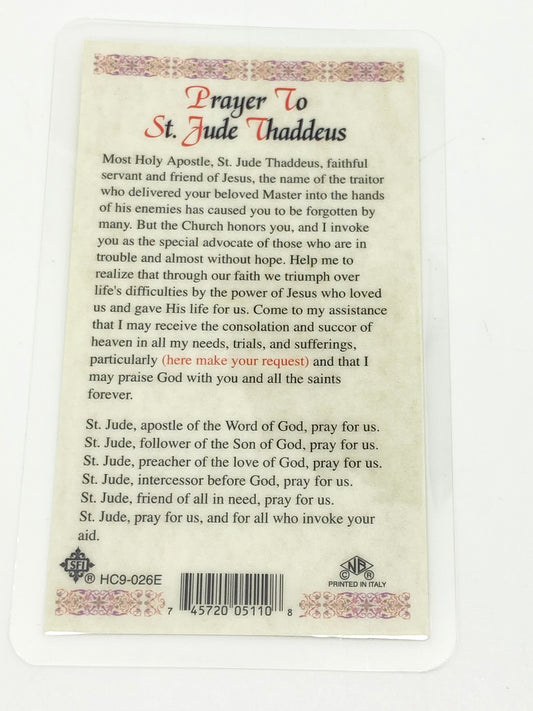 Prayer To
St. Jude Thaddeus
Most Holy Apostle, St. Jude Thaddeus, faithful
servant and friend of Jesus, the name of the traitor
who delivered your beloved Master into the hands
of his enemies has caused you to be forgotten by
many. But the Church honors you, and I invoke
you as the special advocate of those who are in
trouble and almost without hope. Help me to
realize that through our faith we triumph over
life's difficulties by the power of Jesus who loved
us and gave His life for us. Come to my assistance
that I may receive the consolation and succor of
heaven in all my needs, trials, and sufferings,
particularly (here make your request) and that I
may praise God with you and all the saints
forever.
St. Jude, apostle of the Word of God, pray for us.
St. Jude, follower of the Son of God, pray for us.
St. Jude, preacher of the love of God, pray for us.
St. Jude, intercessor before God, pray for us.
St. Jude, friend of all in need, pray for us.
St. Jude, pray for us, and for all who invoke your
aid.
SFI ® HC9-026E
7 45720 05110 8
NB
C R
PRINTED IN ITALY